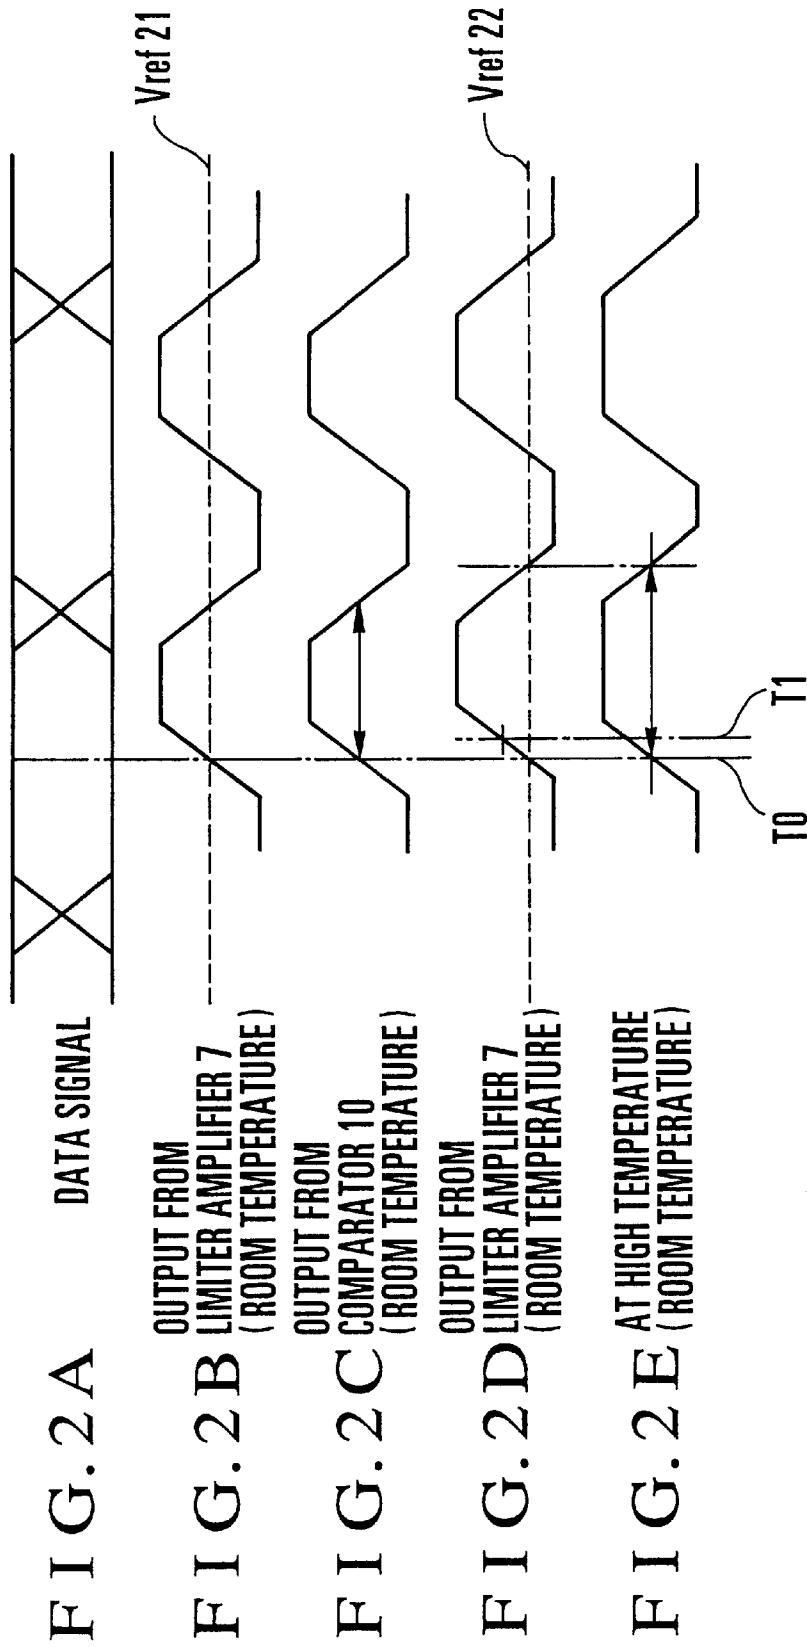 FIG. 2A
DATA SIGNAL
FIG. 2B
OUTPUT FROM
LIMITER AMPLIFIER 7
(ROOM TEMPERATURE)
Vref 21
FIG. 2C
OUTPUT FROM
COMPARATOR 10
(ROOM TEMPERATURE)
FIG. 2D
OUTPUT FROM
LIMITER AMPLIFIER 7
(ROOM TEMPERATURE)
Vref 22
FIG. 2E
AT HIGH TEMPERATURE
(ROOM TEMPERATURE)
T0
T1